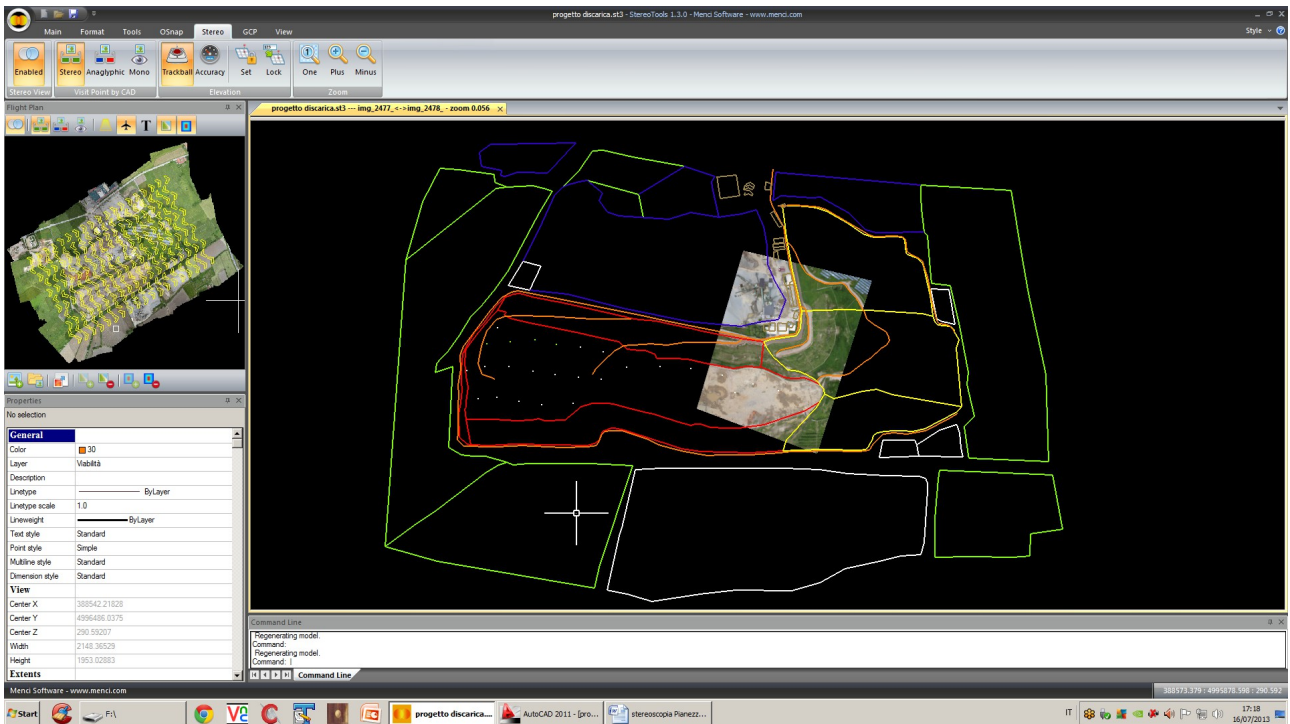 progetto discarica.st3 - StereoTools 1.3.0 - Menci Software - www.menci.com
Main Format Tools OSnap Stereo GCP View
Style
Enabled Stereo Anaglyphic Mono Trackball Accuracy Set Lock One Plus Minus
Stereo View Visit Point by CAD Elevation Zoom
Flight Plan
progetto discarica.st3 --- img_2477_<->img_2478_ - zoom 0.056
T
Properties
No selection
General
Color 30
Layer Viabilità
Description
Linetype ByLayer
Linetype scale 1.0
Lineweight ByLayer
Text style Standard
Point style Simple
Multiline style Standard
Dimension style Standard
View
Center X 388542.21828
Center Y 4996486.0375
Center Z 290.59207
Width 2148.36529
Height 1953.02883
Extents
Command Line
Regenerating model.
Command:
Regenerating model.
Command:
Command Line
Menci Software - www.menci.com
388573.379 : 4995878.598 : 290.592
Start
F:\
progetto discarica....
AutoCAD 2011 - [pro...
stereoscopia Pianezz...
IT
17:18
16/07/2013